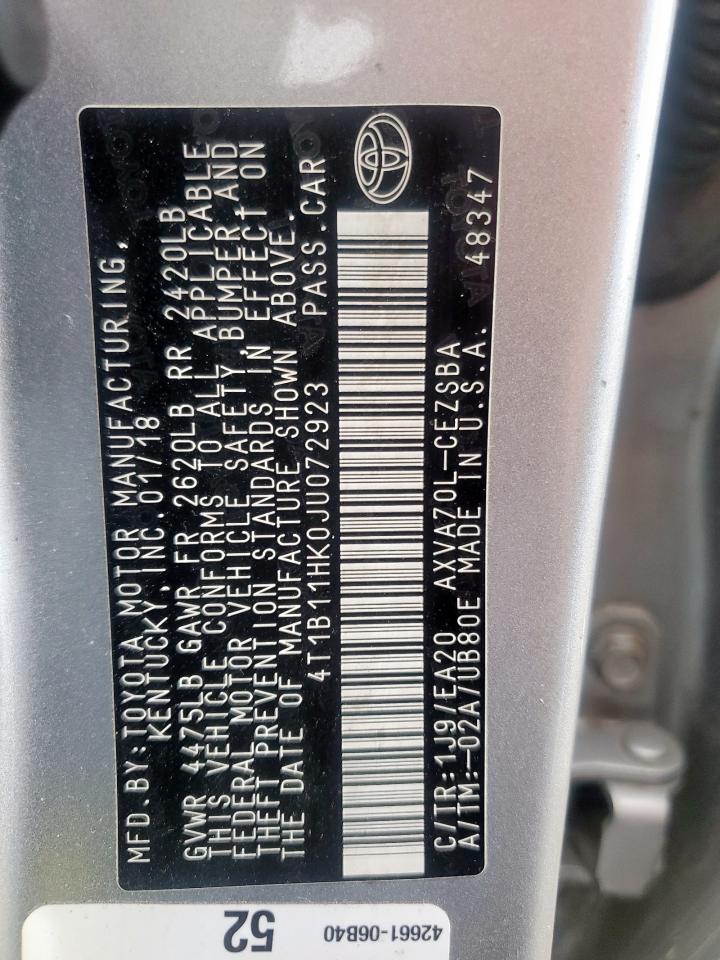 MFD.BY:TOYOTA MOTOR MANUFACTURING,
KENTUCKY, INC. 01/18
GVWR 4475LB GAWR FR 2620LB RR 2420LB
THIS VEHICLE CONFORMS TO ALL APPLICABLE
FEDERAL MOTOR VEHICLE SAFETY, BUMPER AND
THEFT PREVENTION STANDARDS IN EFFECT ON
THE DATE OF MANUFACTURE SHOWN ABOVE.
4T1B11HK0JU072923 PASS.CAR
C/TR:1J9/EA20 AXVA70L-CEZSBA
A/TM:-02A/UB80E MADE IN U.S.A. 48347
52
42661-06B40